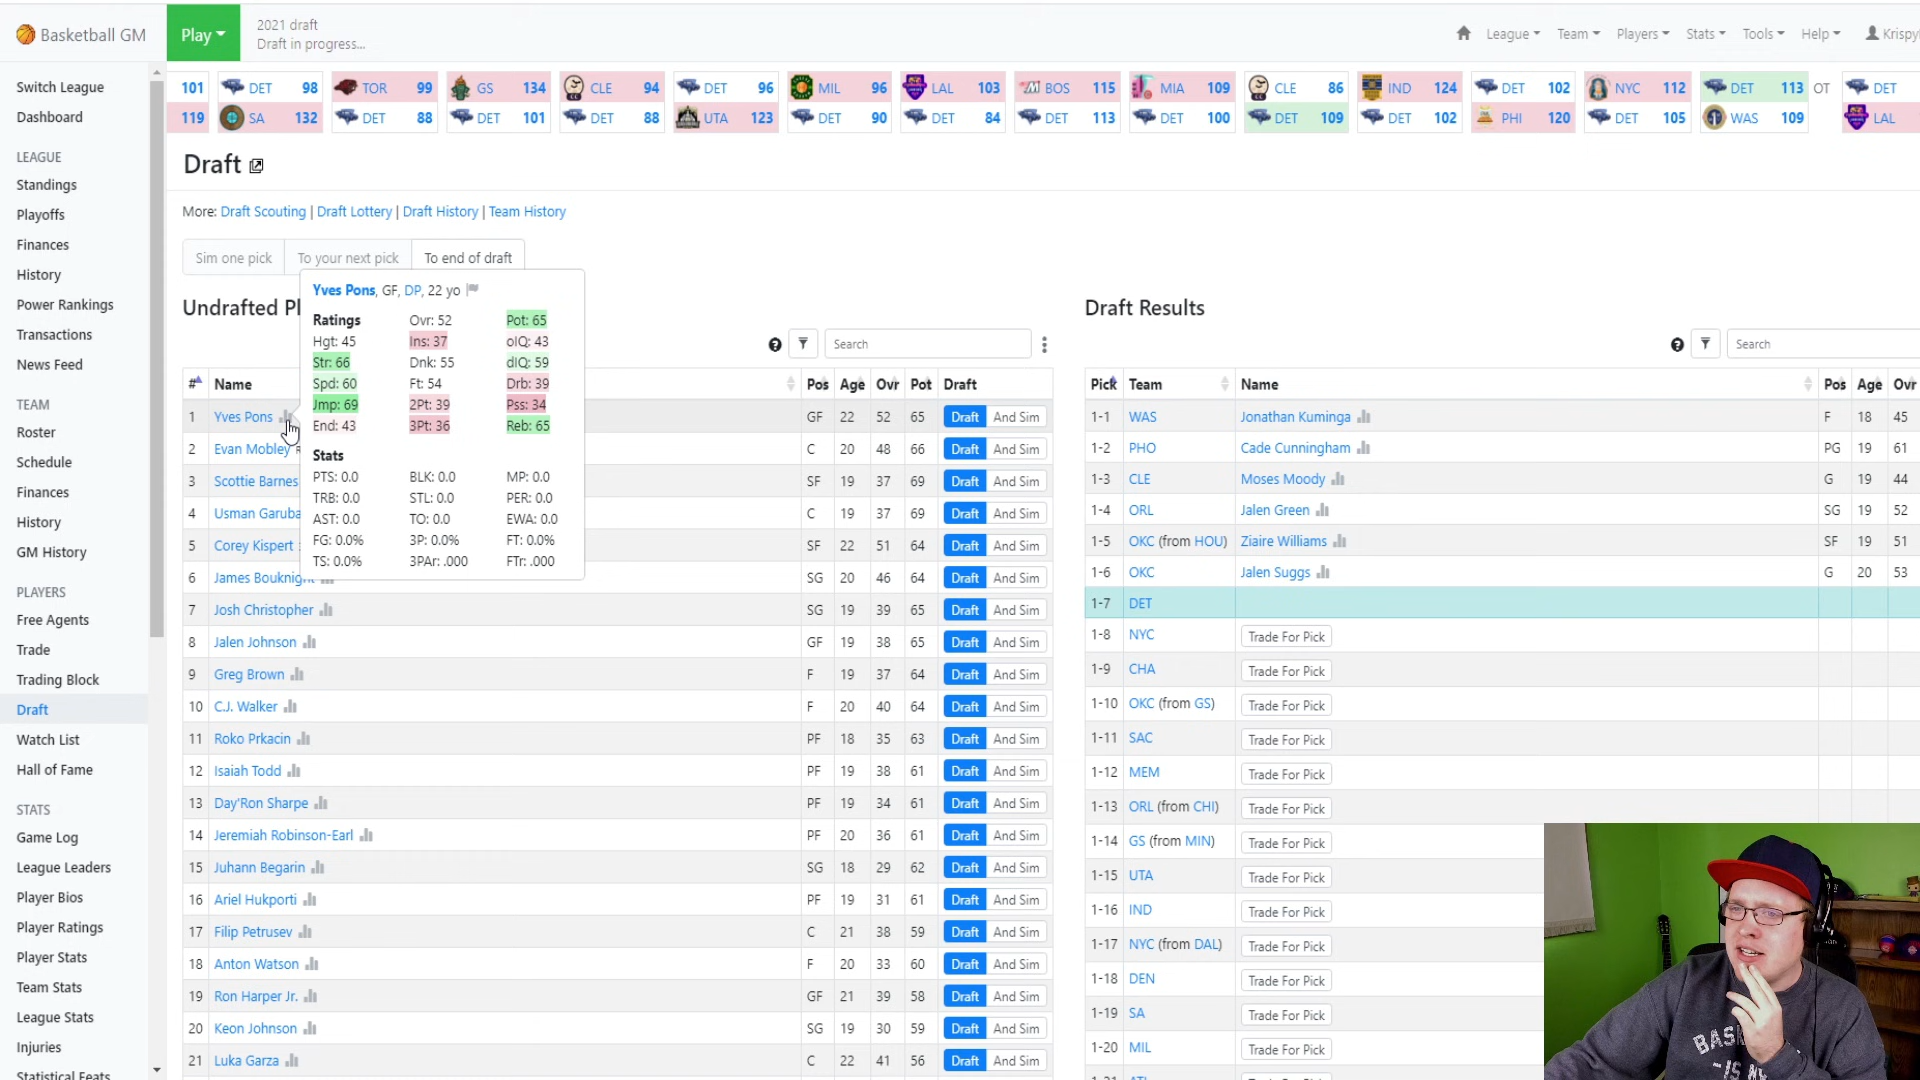 Basketball GM
Play
2021 draft
Draft in progress...
League Team Players Stats Tools Help
101 DET 98 TOR 99 GS 134 CLE 94 DET 96 MIL 96 LAL 103 BOS 115 MIA 109 CLE 86 IND 124 DET 102 NYC 112 DET 113 OT DET
119 SA 132 DET 88 DET 101 DET 88 UTA 123 DET 90 DET 84 DET 113 DET 100 DET 109 DET 102 PHI 120 DET 105 WAS 109 LAL
Switch League
Dashboard
LEAGUE
Standings
Playoffs
Finances
History
Power Rankings
Transactions
News Feed
TEAM
Roster
Schedule
Finances
History
GM History
PLAYERS
Free Agents
Trade
Trading Block
Draft
Watch List
Hall of Fame
STATS
Game Log
League Leaders
Player Bios
Player Ratings
Player Stats
Team Stats
League Stats
Injuries
Statistical Feats
Draft
More: Draft Scouting | Draft Lottery | Draft History | Team History
Sim one pick To your next pick To end of draft
Yves Pons, GF, DP, 22 yo
Ratings Ovr: 52 Pot: 65
Hgt: 45 Ins: 37 oIQ: 43
Str: 66 Dnk: 55 dIQ: 59
Spd: 60 Ft: 54 Drb: 39
Jmp: 69 2Pt: 39 Pss: 34
End: 43 3Pt: 36 Reb: 65
Stats
PTS: 0.0 BLK: 0.0 MP: 0.0
TRB: 0.0 STL: 0.0 PER: 0.0
AST: 0.0 TO: 0.0 EWA: 0.0
FG: 0.0% 3P: 0.0% FT: 0.0%
TS: 0.0% 3PAr: .000 FTr: .000
Search
# Name Pos Age Ovr Pot Draft
1 Yves Pons GF 22 52 65 Draft And Sim
2 Evan Mobley C 20 48 66 Draft And Sim
3 Scottie Barnes SF 19 37 69 Draft And Sim
4 Usman Garuba C 19 37 69 Draft And Sim
5 Corey Kispert SF 22 51 64 Draft And Sim
6 James Bouknight SG 20 46 64 Draft And Sim
7 Josh Christopher SG 19 39 65 Draft And Sim
8 Jalen Johnson GF 19 38 65 Draft And Sim
9 Greg Brown F 19 37 64 Draft And Sim
10 C.J. Walker F 20 40 64 Draft And Sim
11 Roko Prkacin PF 18 35 63 Draft And Sim
12 Isaiah Todd PF 19 38 61 Draft And Sim
13 Day'Ron Sharpe PF 19 34 61 Draft And Sim
14 Jeremiah Robinson-Earl PF 20 36 61 Draft And Sim
15 Juhann Begarin SG 18 29 62 Draft And Sim
16 Ariel Hukporti PF 19 31 61 Draft And Sim
17 Filip Petrusev C 21 38 59 Draft And Sim
18 Anton Watson F 20 33 60 Draft And Sim
19 Ron Harper Jr. GF 21 39 58 Draft And Sim
20 Keon Johnson SG 19 30 59 Draft And Sim
21 Luka Garza C 22 41 56 Draft And Sim
Draft Results
Search
Pick Team Name Pos Age Ovr
1-1 WAS Jonathan Kuminga F 18 45
1-2 PHO Cade Cunningham PG 19 61
1-3 CLE Moses Moody G 19 44
1-4 ORL Jalen Green SG 19 52
1-5 OKC (from HOU) Ziaire Williams SF 19 51
1-6 OKC Jalen Suggs G 20 53
1-7 DET
1-8 NYC Trade For Pick
1-9 CHA Trade For Pick
1-10 OKC (from GS) Trade For Pick
1-11 SAC Trade For Pick
1-12 MEM Trade For Pick
1-13 ORL (from CHI) Trade For Pick
1-14 GS (from MIN) Trade For Pick
1-15 UTA Trade For Pick
1-16 IND Trade For Pick
1-17 NYC (from DAL) Trade For Pick
1-18 DEN Trade For Pick
1-19 SA Trade For Pick
1-20 MIL Trade For Pick